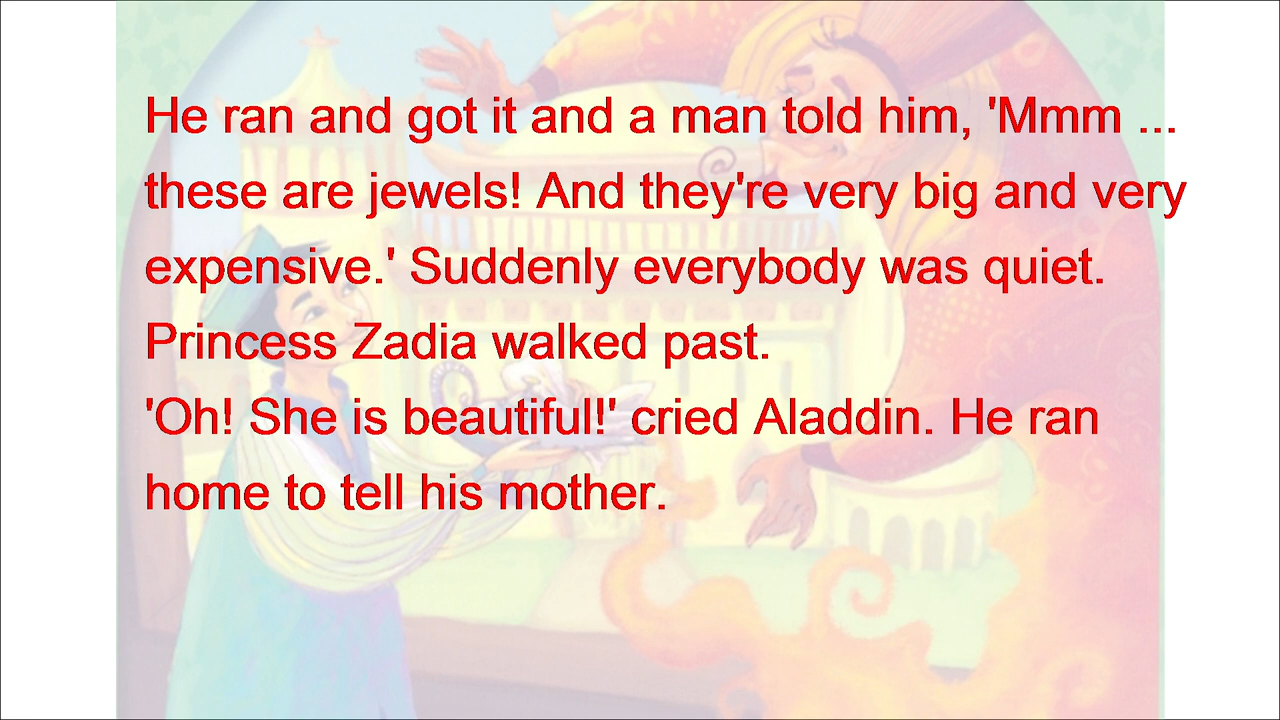 He ran and got it and a man told him, 'Mmm ...
these are jewels! And they're very big and very
expensive.' Suddenly everybody was quiet.
Princess Zadia walked past.
'Oh! She is beautiful!' cried Aladdin. He ran
home to tell his mother.